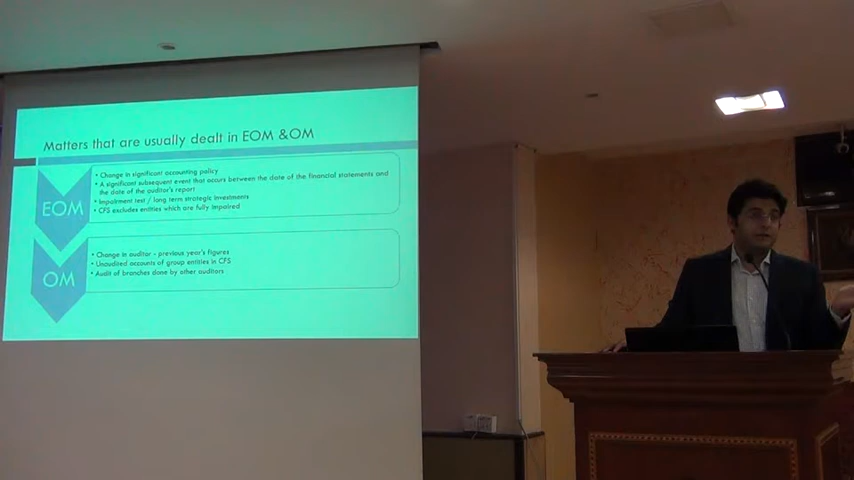 Matters that are usually dealt in EOM &OM
EOM
• Change in significant accounting policy
• A significant subsequent event that occurs between the date of the financial statements and
the date of the auditor's report
• Impairment test / long term strategic investments
• CFS excludes entities which are fully impaired
OM
• Change in auditor - previous year's figures
• Unaudited accounts of group entities in CFS
• Audit of branches done by other auditors